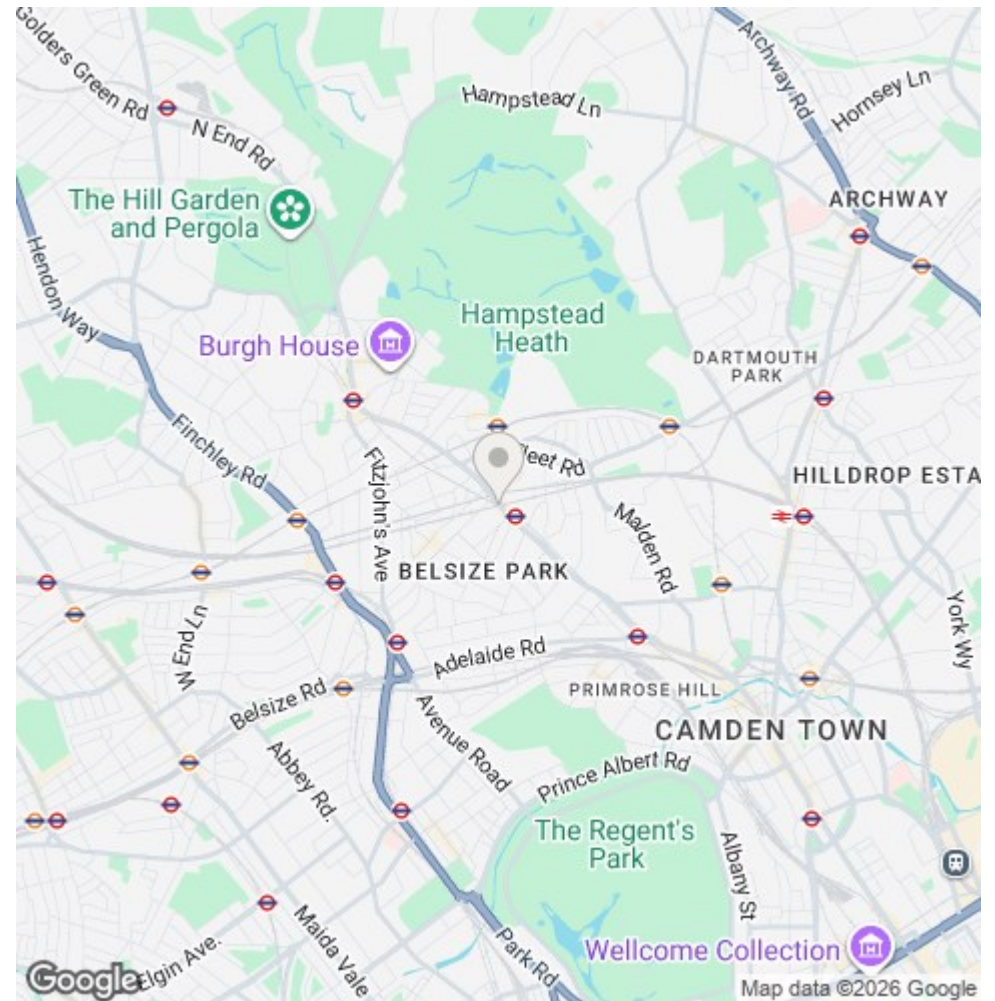 Golders Green Rd
N End Rd
Hampstead Ln
Archway Rd
Hornsey Ln
The Hill Garden
and Pergola
ARCHWAY
Hendon Way
Burgh House
Hampstead
Heath
DARTMOUTH
PARK
Finchley Rd
Fitzjohn's Ave
leet Rd
HILLDROP ESTA
Malden Rd
BELSIZE PARK
York Wy
W End Ln
Adelaide Rd
PRIMROSE HILL
Belsize Rd
Avenue Road
CAMDEN TOWN
Abbey Rd.
Prince Albert Rd
The Regent's
Park
Albany St
Maida Vale
Elgin Ave.
Park Rd
Wellcome Collection
Google
Map data ©2026 Google